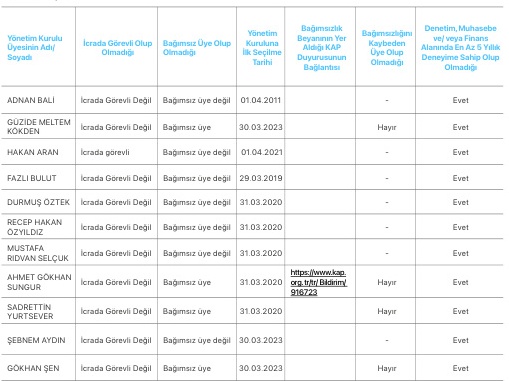 Yönetim Kurulu Üyesinin Adı/ Soyadı | İcrada Görevli Olup Olmadığı | Bağımsız Üye Olup Olmadığı | Yönetim Kuruluna İlk Seçilme Tarihi | Bağımsızlık Beyanının Yer Aldığı KAP Duyurusunun Bağlantısı | Bağımsızlığını Kaybeden Üye Olup Olmadığı | Denetim, Muhasebe ve/ veya Finans Alanında En Az 5 Yıllık Deneyime Sahip Olup Olmadığı
ADNAN BALİ | İcrada Görevli Değil | Bağımsız üye değil | 01.04.2011 | | - | Evet
GÜZİDE MELTEM KÖKDEN | İcrada Görevli Değil | Bağımsız üye | 30.03.2023 | | Hayır | Evet
HAKAN ARAN | İcrada görevli | Bağımsız üye değil | 01.04.2021 | | - | Evet
FAZLI BULUT | İcrada Görevli Değil | Bağımsız üye değil | 29.03.2019 | | - | Evet
DURMUŞ ÖZTEK | İcrada Görevli Değil | Bağımsız üye değil | 31.03.2020 | | - | Evet
RECEP HAKAN ÖZYILDIZ | İcrada Görevli Değil | Bağımsız üye değil | 31.03.2020 | | - | Evet
MUSTAFA RIDVAN SELÇUK | İcrada Görevli Değil | Bağımsız üye değil | 31.03.2020 | | - | Evet
AHMET GÖKHAN SUNGUR | İcrada Görevli Değil | Bağımsız üye | 31.03.2020 | https://www.kap.org.tr/tr/ Bildirim/ 916723 | Hayır | Evet
SADRETTİN YURTSEVER | İcrada Görevli Değil | Bağımsız üye | 31.03.2020 | | Hayır | Evet
ŞEBNEM AYDIN | İcrada Görevli Değil | Bağımsız üye değil | 30.03.2023 | | - | Evet
GÖKHAN ŞEN | İcrada Görevli Değil | Bağımsız üye | 30.03.2023 | | Hayır | Evet